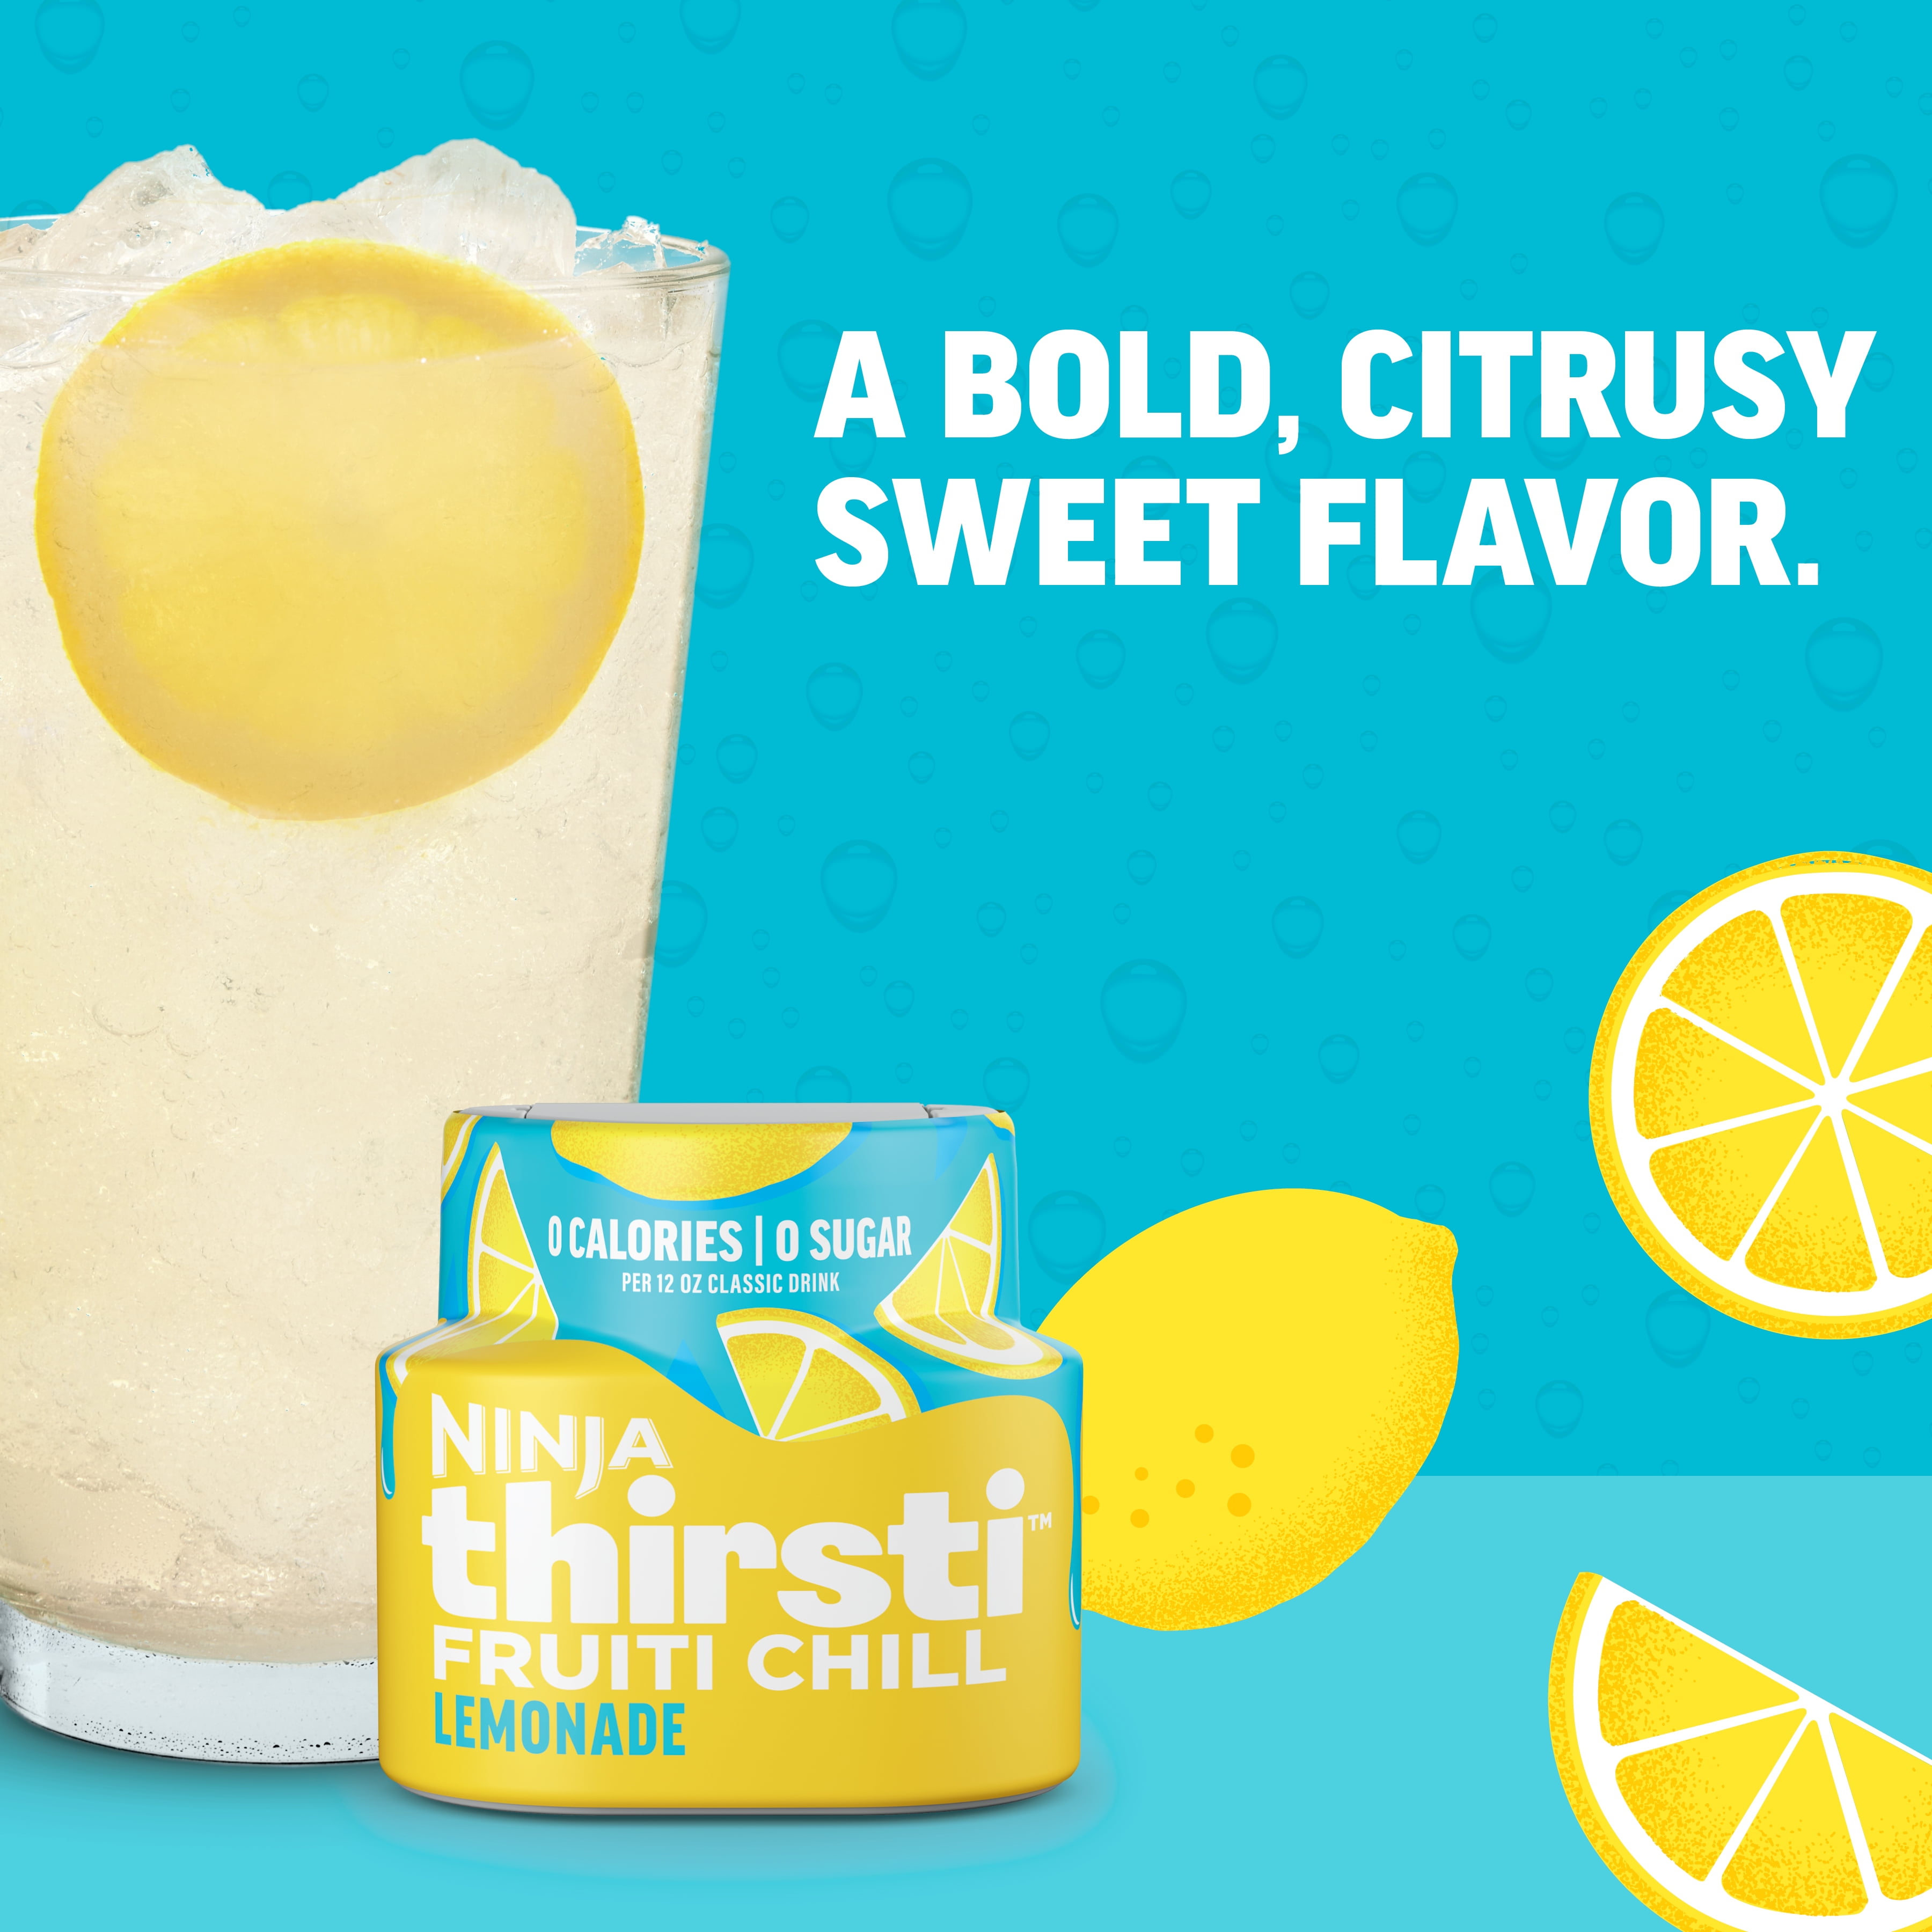 A BOLD, CITRUSY
SWEET FLAVOR.
0 CALORIES | 0 SUGAR
PER 12 OZ CLASSIC DRINK
NINJA
thirsti™
FRUITI CHILL
LEMONADE